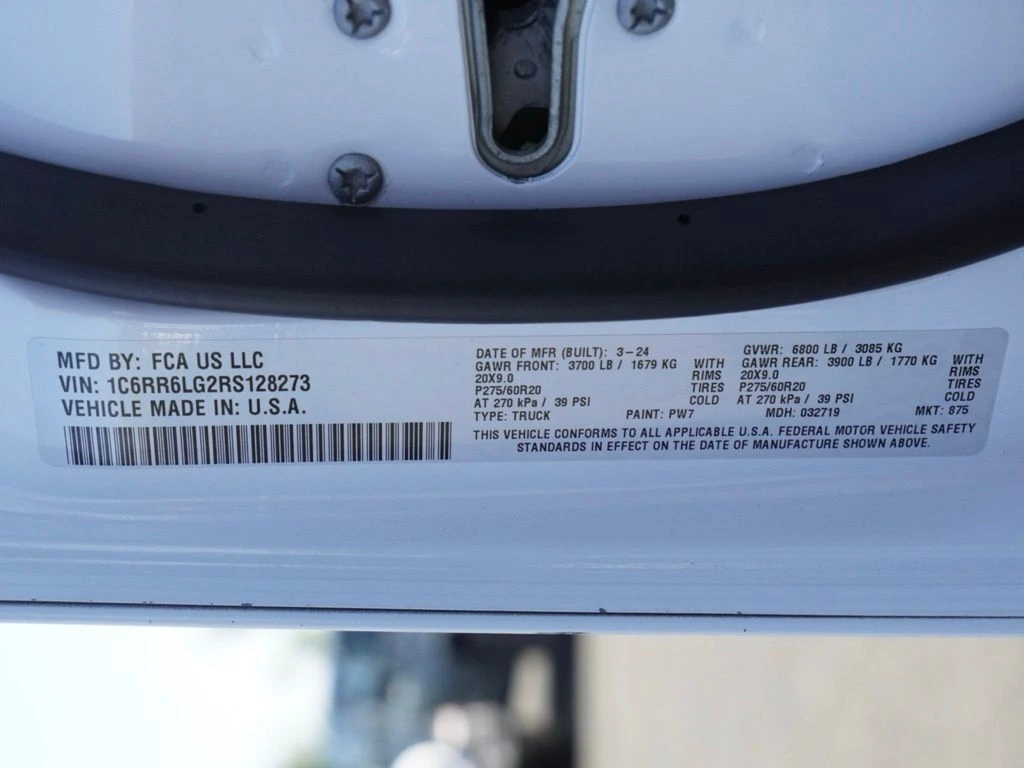 MFD BY: FCA US LLC
VIN: 1C6RR6LG2RS128273
VEHICLE MADE IN: U.S.A.
DATE OF MFR (BUILT): 3-24
GAWR FRONT: 3700 LB / 1679 KG WITH
20X9.0 RIMS
P275/60R20 TIRES
AT 270 kPa / 39 PSI COLD
TYPE: TRUCK PAINT: PW7
GVWR: 6800 LB / 3085 KG
GAWR REAR: 3900 LB / 1770 KG WITH
20X9.0 RIMS
P275/60R20 TIRES
AT 270 kPa / 39 PSI COLD
MDH: 032719 MKT: 875
THIS VEHICLE CONFORMS TO ALL APPLICABLE U.S.A. FEDERAL MOTOR VEHICLE SAFETY
STANDARDS IN EFFECT ON THE DATE OF MANUFACTURE SHOWN ABOVE.